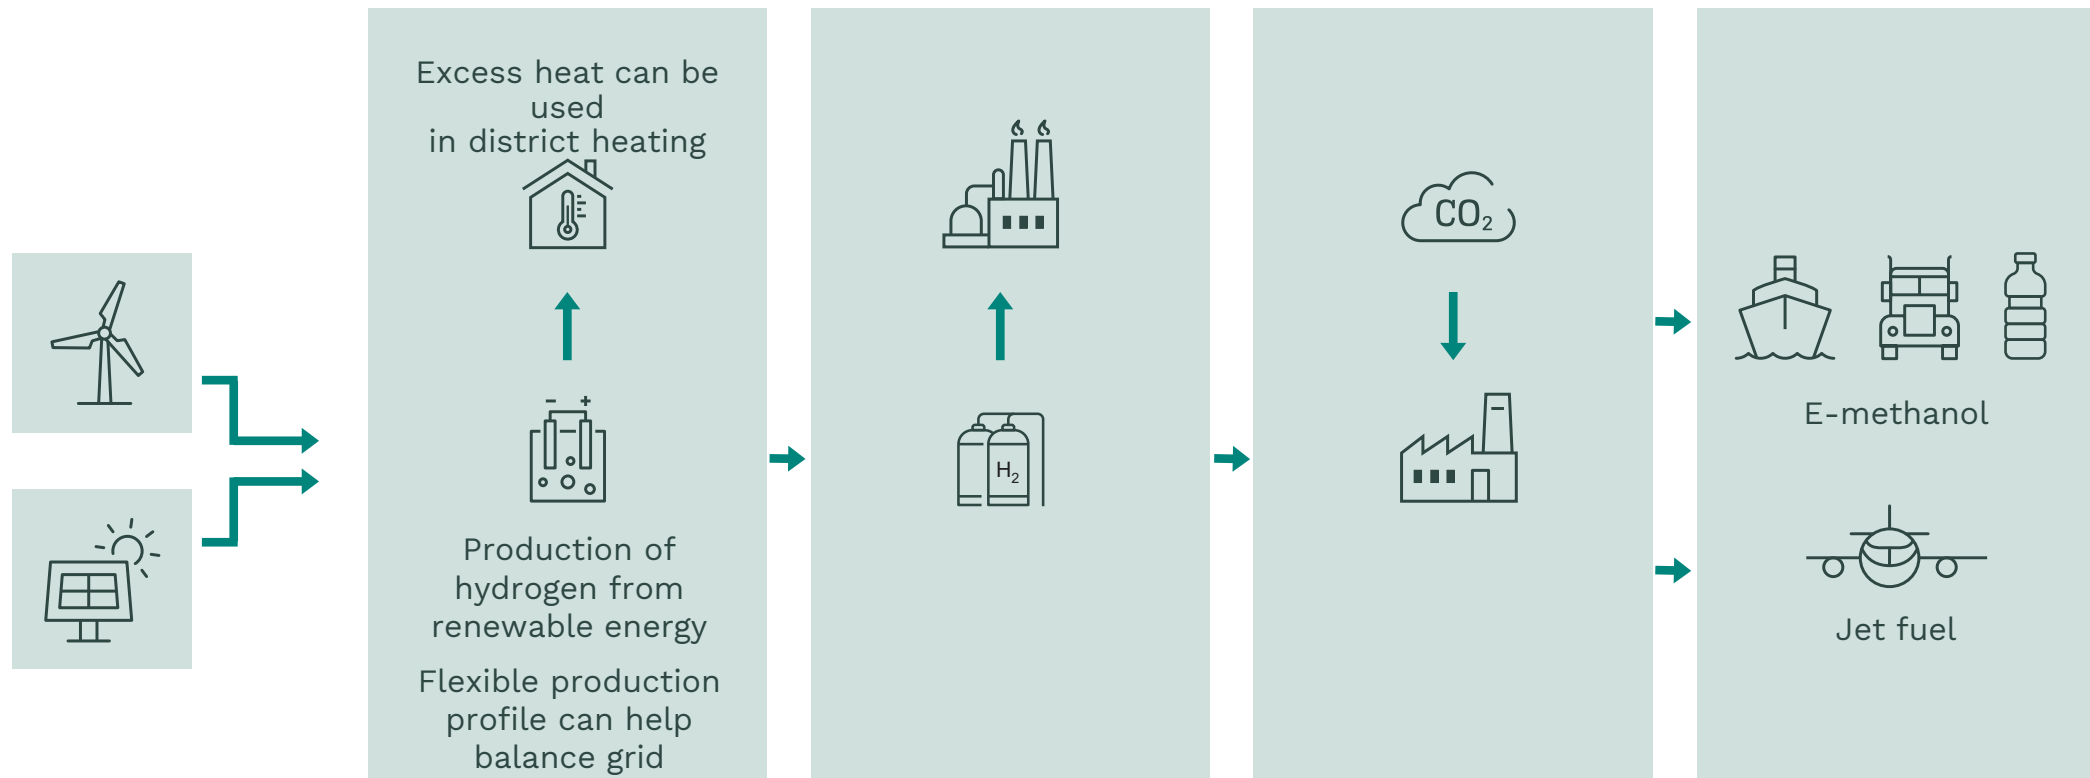 Excess heat can be
used
in district heating
- +
Production of
hydrogen from
renewable energy
Flexible production
profile can help
balance grid
H₂
CO₂
E-methanol
Jet fuel